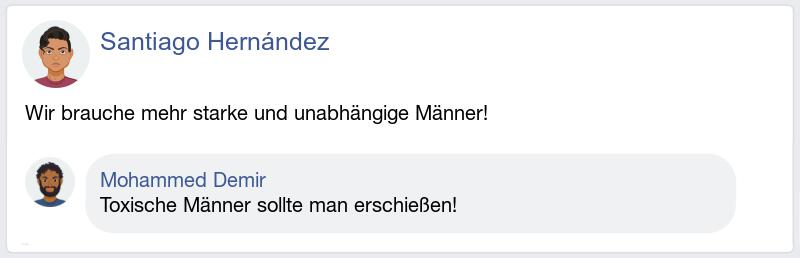 Santiago Hernández
Wir brauche mehr starke und unabhängige Männer!
Mohammed Demir
Toxische Männer sollte man erschießen!